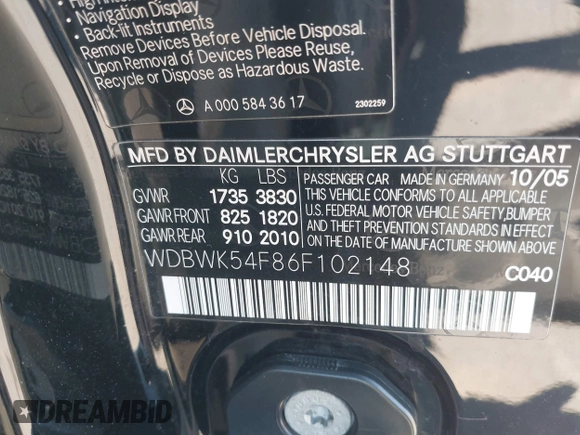 Navigation Display
• Back-lit Instruments
Remove Devices Before Vehicle Disposal.
Upon Removal of Devices Please Reuse,
Recycle or Dispose as Hazardous Waste.
A 000 584 36 17
2302259
MFD BY DAIMLERCHRYSLER AG STUTTGART
KG LBS
GVWR 1735 3830
GAWR FRONT 825 1820
GAWR REAR 910 2010
PASSENGER CAR MADE IN GERMANY 10/05
THIS VEHICLE CONFORMS TO ALL APPLICABLE
U.S. FEDERAL MOTOR VEHICLE SAFETY,BUMPER
AND THEFT PREVENTION STANDARDS IN EFFECT
ON THE DATE OF MANUFACTURE SHOWN ABOVE.
WDBWK54F86F102148
C040
DREAMBID